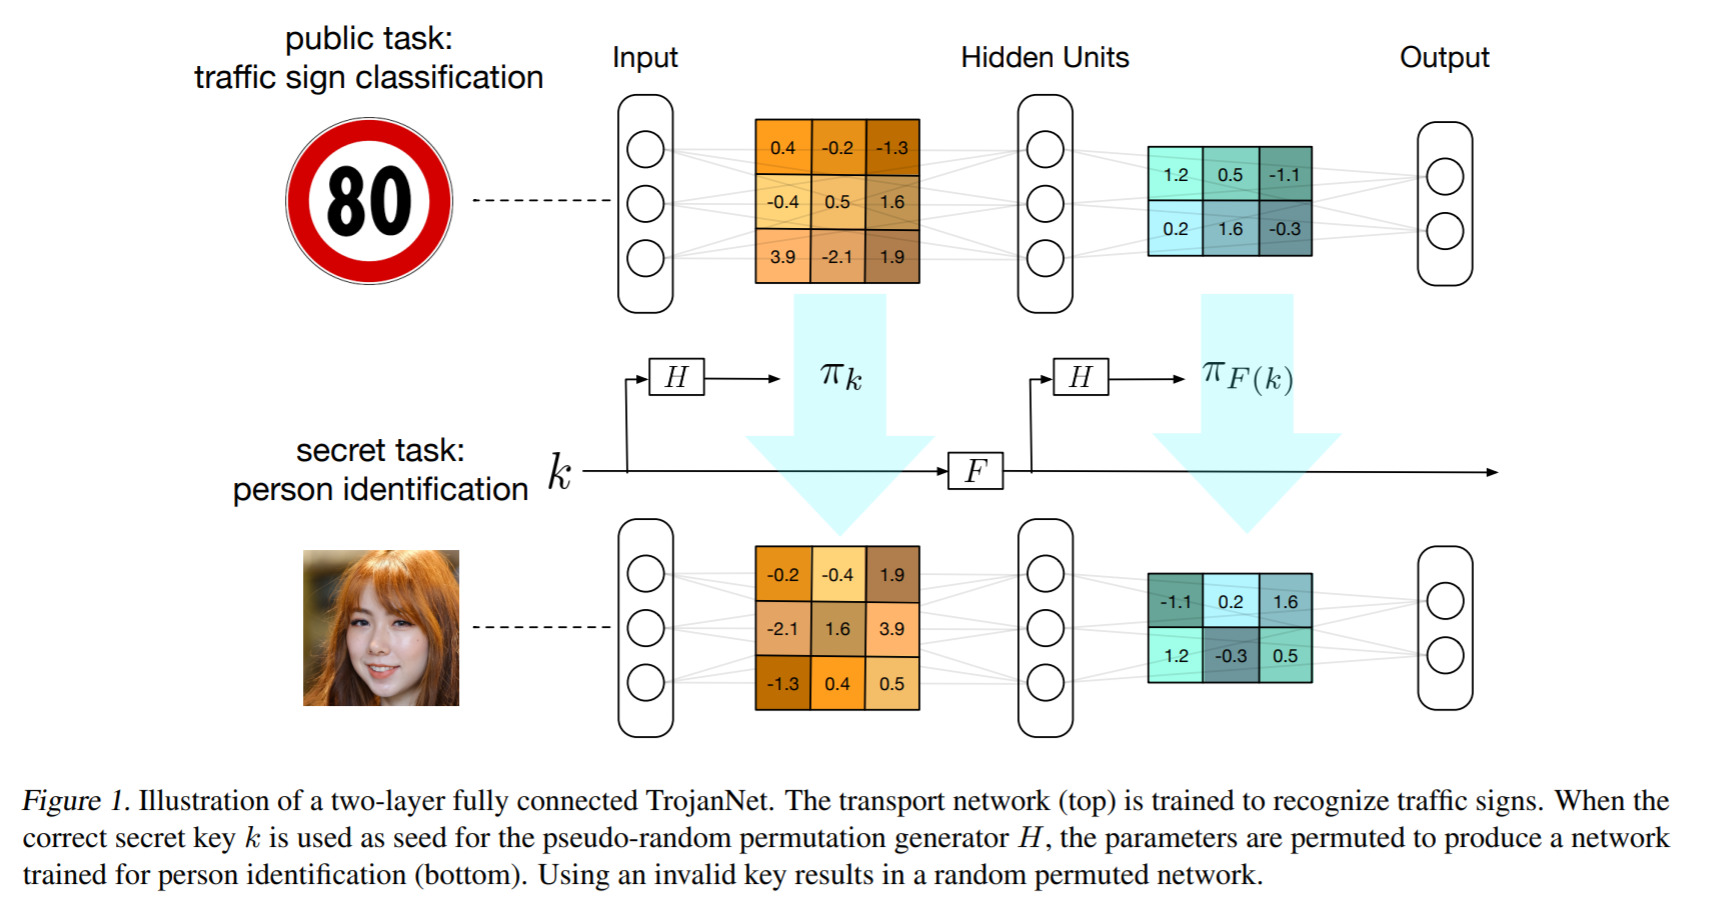 public task:
traffic sign classification
Input
Hidden Units
Output
80
0.4 -0.2 -1.3
-0.4 0.5 1.6
3.9 -2.1 1.9
1.2 0.5 -1.1
0.2 1.6 -0.3
H
π_k
H
π_{F(k)}
secret task:
person identification
k
F
-0.2 -0.4 1.9
-2.1 1.6 3.9
-1.3 0.4 0.5
-1.1 0.2 1.6
1.2 -0.3 0.5
Figure 1. Illustration of a two-layer fully connected TrojanNet. The transport network (top) is trained to recognize traffic signs. When the
correct secret key k is used as seed for the pseudo-random permutation generator H, the parameters are permuted to produce a network
trained for person identification (bottom). Using an invalid key results in a random permuted network.